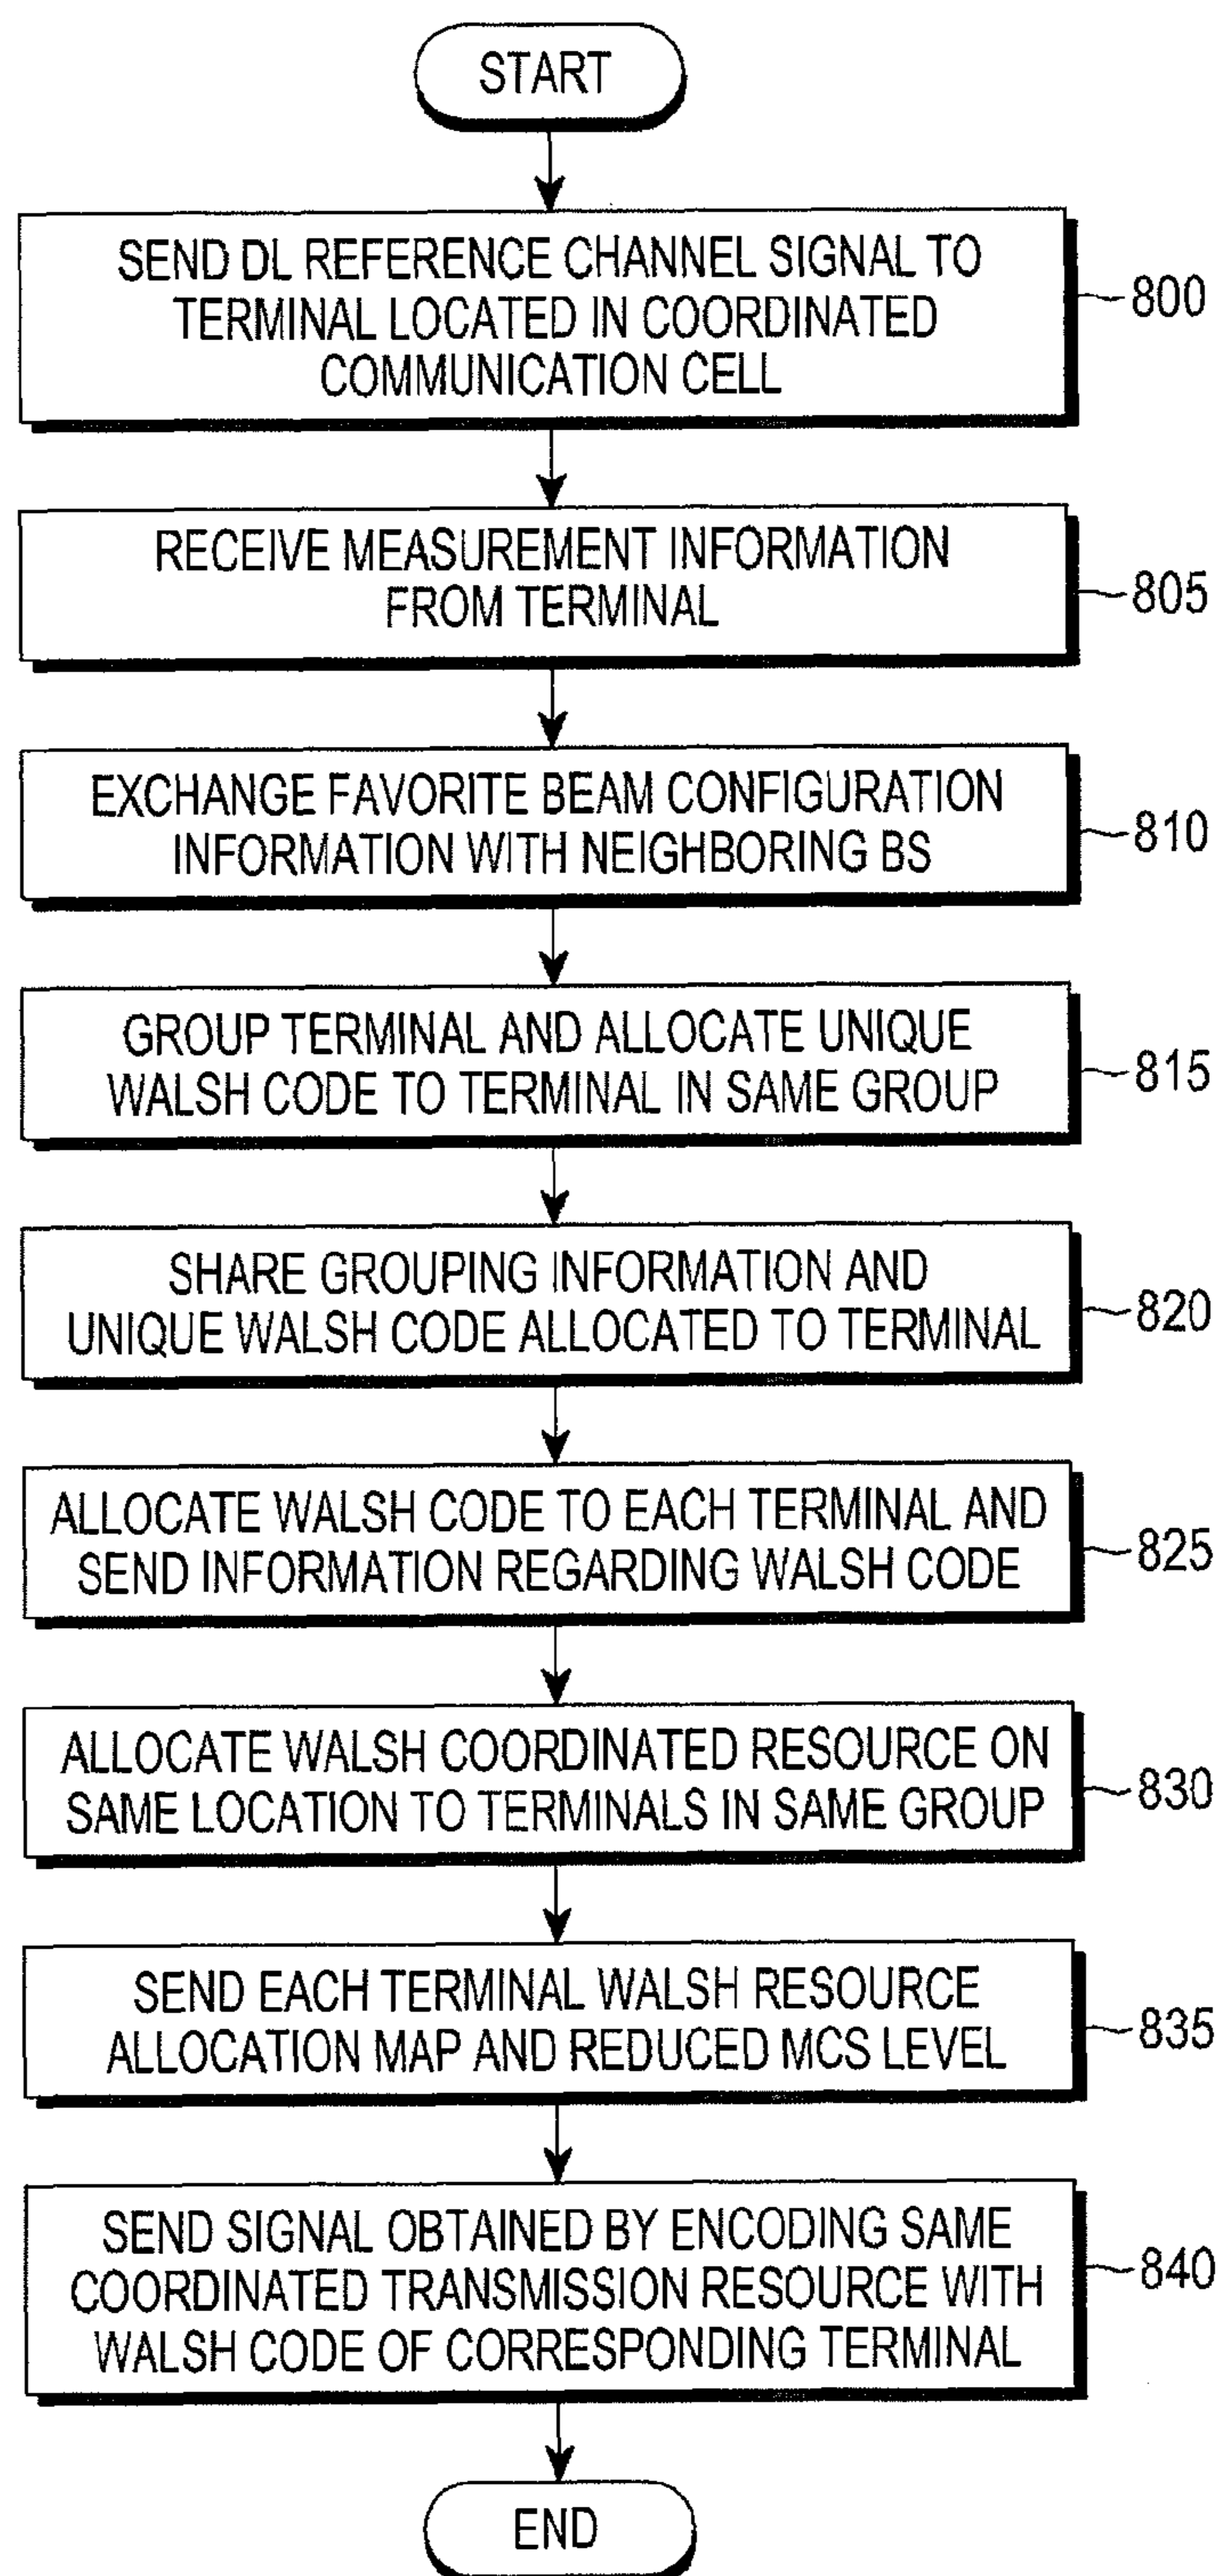 START
SEND DL REFERENCE CHANNEL SIGNAL TO
TERMINAL LOCATED IN COORDINATED
COMMUNICATION CELL
800
RECEIVE MEASUREMENT INFORMATION
FROM TERMINAL
805
EXCHANGE FAVORITE BEAM CONFIGURATION
INFORMATION WITH NEIGHBORING BS
810
GROUP TERMINAL AND ALLOCATE UNIQUE
WALSH CODE TO TERMINAL IN SAME GROUP
815
SHARE GROUPING INFORMATION AND
UNIQUE WALSH CODE ALLOCATED TO TERMINAL
820
ALLOCATE WALSH CODE TO EACH TERMINAL AND
SEND INFORMATION REGARDING WALSH CODE
825
ALLOCATE WALSH COORDINATED RESOURCE ON
SAME LOCATION TO TERMINALS IN SAME GROUP
830
SEND EACH TERMINAL WALSH RESOURCE
ALLOCATION MAP AND REDUCED MCS LEVEL
835
SEND SIGNAL OBTAINED BY ENCODING SAME
COORDINATED TRANSMISSION RESOURCE WITH
WALSH CODE OF CORRESPONDING TERMINAL
840
END